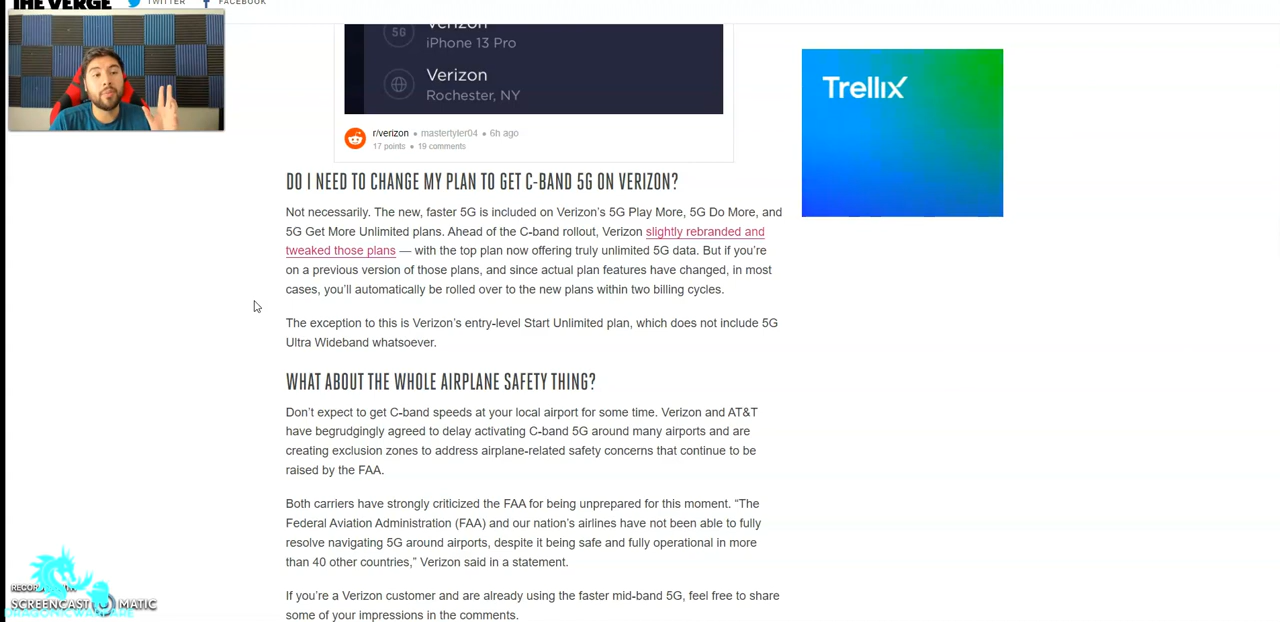 THE VERGE TWITTER FACEBOOK
5G Verizon
iPhone 13 Pro
Verizon
Rochester, NY
Trellix
r/verizon • mastertyler04 • 6h ago
17 points • 19 comments
DO I NEED TO CHANGE MY PLAN TO GET C-BAND 5G ON VERIZON?
Not necessarily. The new, faster 5G is included on Verizon’s 5G Play More, 5G Do More, and
5G Get More Unlimited plans. Ahead of the C-band rollout, Verizon slightly rebranded and
tweaked those plans — with the top plan now offering truly unlimited 5G data. But if you’re
on a previous version of those plans, and since actual plan features have changed, in most
cases, you’ll automatically be rolled over to the new plans within two billing cycles.
The exception to this is Verizon’s entry-level Start Unlimited plan, which does not include 5G
Ultra Wideband whatsoever.
WHAT ABOUT THE WHOLE AIRPLANE SAFETY THING?
Don’t expect to get C-band speeds at your local airport for some time. Verizon and AT&T
have begrudgingly agreed to delay activating C-band 5G around many airports and are
creating exclusion zones to address airplane-related safety concerns that continue to be
raised by the FAA.
Both carriers have strongly criticized the FAA for being unprepared for this moment. “The
Federal Aviation Administration (FAA) and our nation’s airlines have not been able to fully
resolve navigating 5G around airports, despite it being safe and fully operational in more
than 40 other countries,” Verizon said in a statement.
If you’re a Verizon customer and are already using the faster mid-band 5G, feel free to share
some of your impressions in the comments.
SCREENCAST MATIC